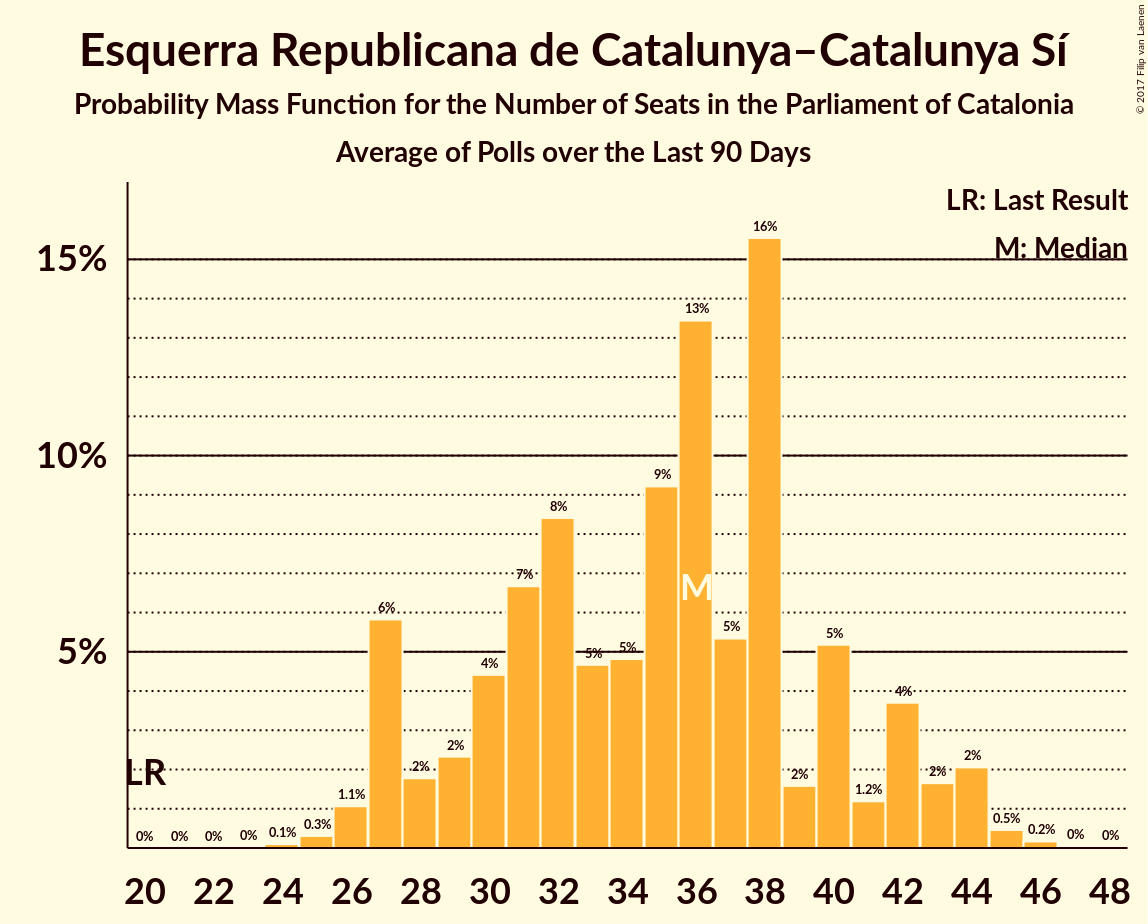 Esquerra Republicana de Catalunya–Catalunya Sí
Probability Mass Function for the Number of Seats in the Parliament of Catalonia
Average of Polls over the Last 90 Days
© 2017 Filip van Laenen
LR: Last Result
M: Median
15%
10%
5%
LR
M
0% 0% 0% 0% 0.1% 0.3% 1.1% 6% 2% 2% 4% 7% 8% 5% 5% 9% 13% 5% 16% 2% 5% 1.2% 4% 2% 2% 0.5% 0.2% 0% 0%
20 22 24 26 28 30 32 34 36 38 40 42 44 46 48